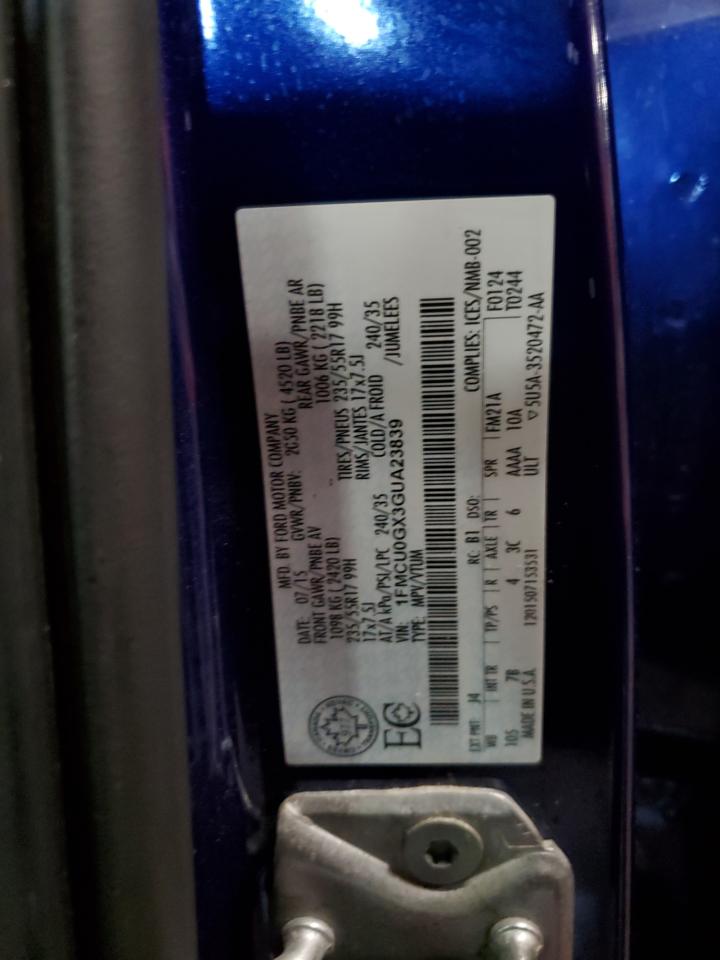 MFD. BY FORD MOTOR COMPANY
DATE: 07/15 GVWR/PNBV: 2050 KG ( 4520 LB)
FRONT GAWR/PNBE AV REAR GAWR/PNBE AR
1098 KG (2420 LB) 1006 KG ( 2218 LB)
235/55R17 99H TIRES/PNEUS 235/55R17 99H
17x7.5J RIMS/JANTES 17x7.5J
AT/A kPa/PSI/LPC 240/35 COLD/A FROID 240/35
VIN: 1FMCU0GX3GUA23839 /JUMELEES
TYPE: MPV/VTUM
EC
COMPLIES: ICES/NMB-002
EXT PNT: J4 RC: B1 DSO: F0124
WB INT TR TP/PS R AXLE TR SPR FM21A T0244
105 7B 4 3C 6 AAAA 10A
ULT
MADE IN U.S.A 1201507153531 5U5A-3520472-AA